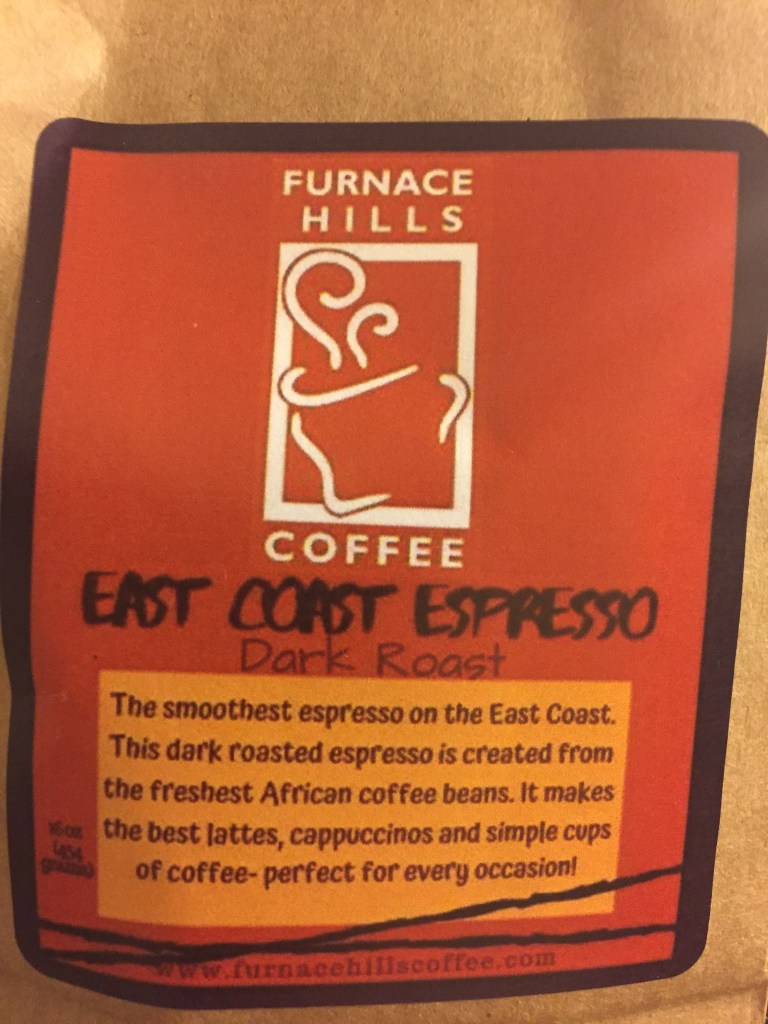 FURNACE
HILLS
COFFEE
EAST COAST ESPRESSO
Dark Roast
The smoothest espresso on the East Coast.
This dark roasted espresso is created from
the freshest African coffee beans. It makes
the best lattes, cappuccinos and simple cups
of coffee- perfect for every occasion!
16 oz
(454
grams)
www.furnacehillscoffee.com